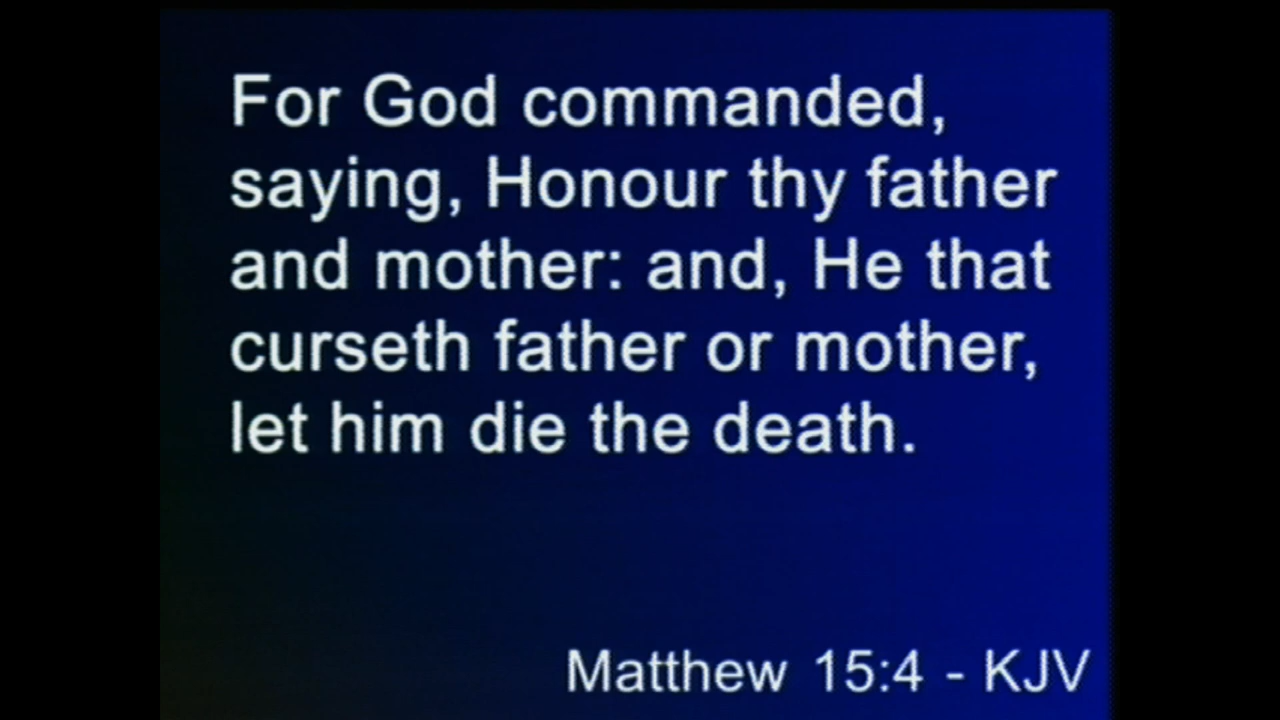 For God commanded,
saying, Honour thy father
and mother: and, He that
curseth father or mother,
let him die the death.
Matthew 15:4 - KJV